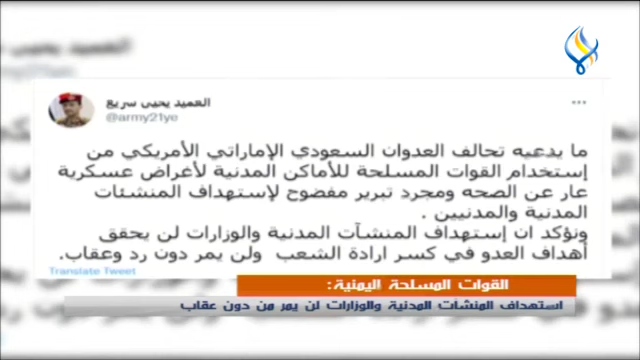 العميد يحيى سريع
العميد يحيى سريع
@army21ye
ما يدعيه تحالف العدوان السعودي الإماراتي الأمريكي من
إستخدام القوات المسلحة للأماكن المدنية لأغراض عسكرية
عار عن الصحه ومجرد تبرير مفضوح لإستهداف المنشئات
المدنية والمدنيين .
ونؤكد ان إستهداف المنشآت المدنية والوزارات لن يحقق
أهداف العدو في كسر ارادة الشعب ولن يمر دون رد وعقاب.
Translate Tweet
القوات المسلحة اليمنية:
استهداف المنشآت المدنية والوزارات لن يمر من دون عقاب